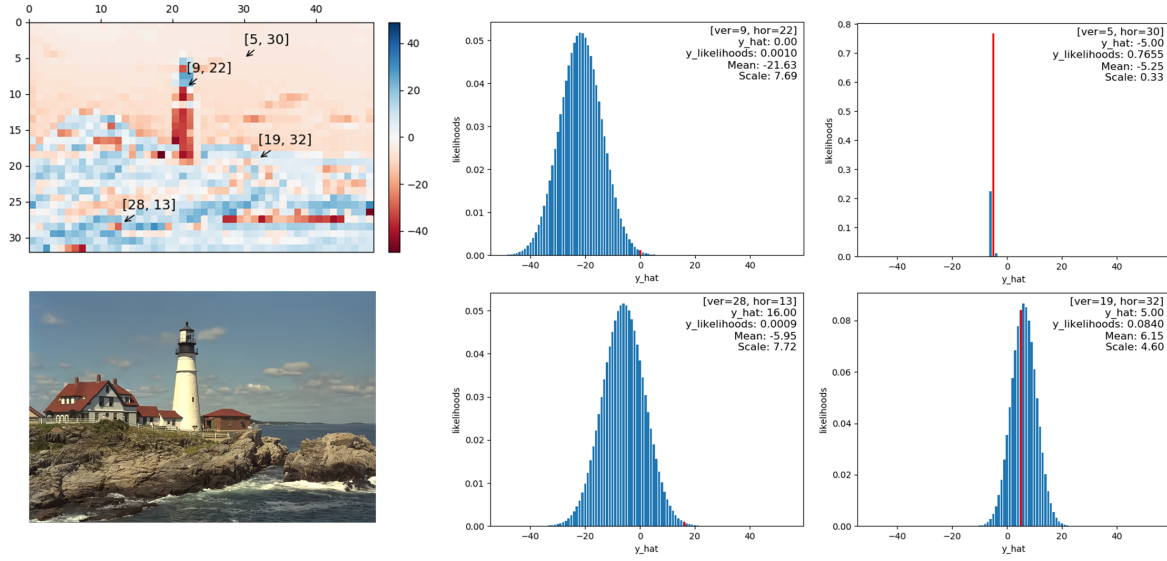 0 20 40
0
5
10
15
20
25
30
[5, 30]
[9, 22]
[19, 32]
[28, 13]
40
20
0
−20
−40
[ver=9, hor=22]
y_hat: 0.00
y_likelihoods: 0.0010
Mean: -21.63
Scale: 7.69
0.05
0.04
0.03
0.02
0.01
0.00
likelihoods
−40 −20 0 20 40
y_hat
[ver=5, hor=30]
y_hat: -5.00
y_likelihoods: 0.7655
Mean: -5.25
Scale: 0.33
0.8
0.7
0.6
0.5
0.4
0.3
0.2
0.1
0.0
likelihoods
−40 −20 0 20 40
y_hat
[ver=28, hor=13]
y_hat: 16.00
y_likelihoods: 0.0009
Mean: -5.95
Scale: 7.72
0.05
0.04
0.03
0.02
0.01
0.00
likelihoods
−40 −20 0 20 40
y_hat
[ver=19, hor=32]
y_hat: 5.00
y_likelihoods: 0.0840
Mean: 6.15
Scale: 4.60
0.08
0.06
0.04
0.02
0.00
likelihoods
−40 −20 0 20 40
y_hat